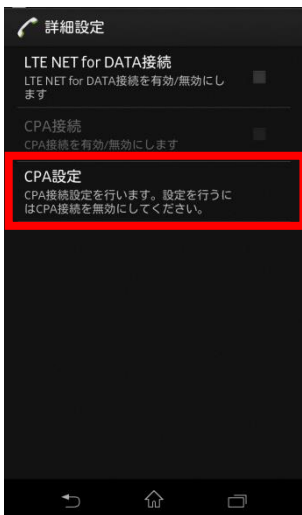 詳細設定
LTE NET for DATA接続
LTE NET for DATA接続を有効/無効にし
ます
CPA接続
CPA接続を有効/無効にします
CPA設定
CPA接続設定を行います。設定を行うに
はCPA接続を無効にしてください。